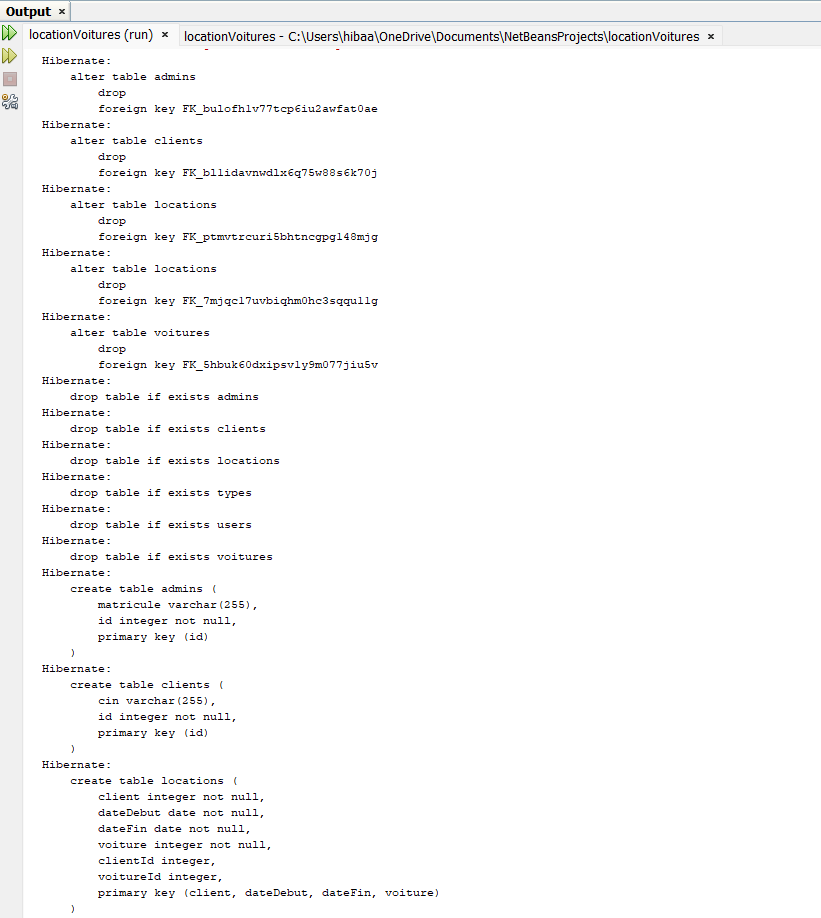 Output ×
locationVoitures (run) × locationVoitures - C:\Users\hibaa\OneDrive\Documents\NetBeansProjects\locationVoitures ×
Hibernate:
alter table admins
drop
foreign key FK_bulofhlv77tcp6iu2awfat0ae
Hibernate:
alter table clients
drop
foreign key FK_bllidavnwdlx6q75w88s6k70j
Hibernate:
alter table locations
drop
foreign key FK_ptmvtrcuri5bhtncgpgl48mjg
Hibernate:
alter table locations
drop
foreign key FK_7mjqcl7uvbiqhm0hc3sqqullg
Hibernate:
alter table voitures
drop
foreign key FK_5hbuk60dxipsvly9m077jiu5v
Hibernate:
drop table if exists admins
Hibernate:
drop table if exists clients
Hibernate:
drop table if exists locations
Hibernate:
drop table if exists types
Hibernate:
drop table if exists users
Hibernate:
drop table if exists voitures
Hibernate:
create table admins (
matricule varchar(255),
id integer not null,
primary key (id)
)
Hibernate:
create table clients (
cin varchar(255),
id integer not null,
primary key (id)
)
Hibernate:
create table locations (
client integer not null,
dateDebut date not null,
dateFin date not null,
voiture integer not null,
clientId integer,
voitureId integer,
primary key (client, dateDebut, dateFin, voiture)
)